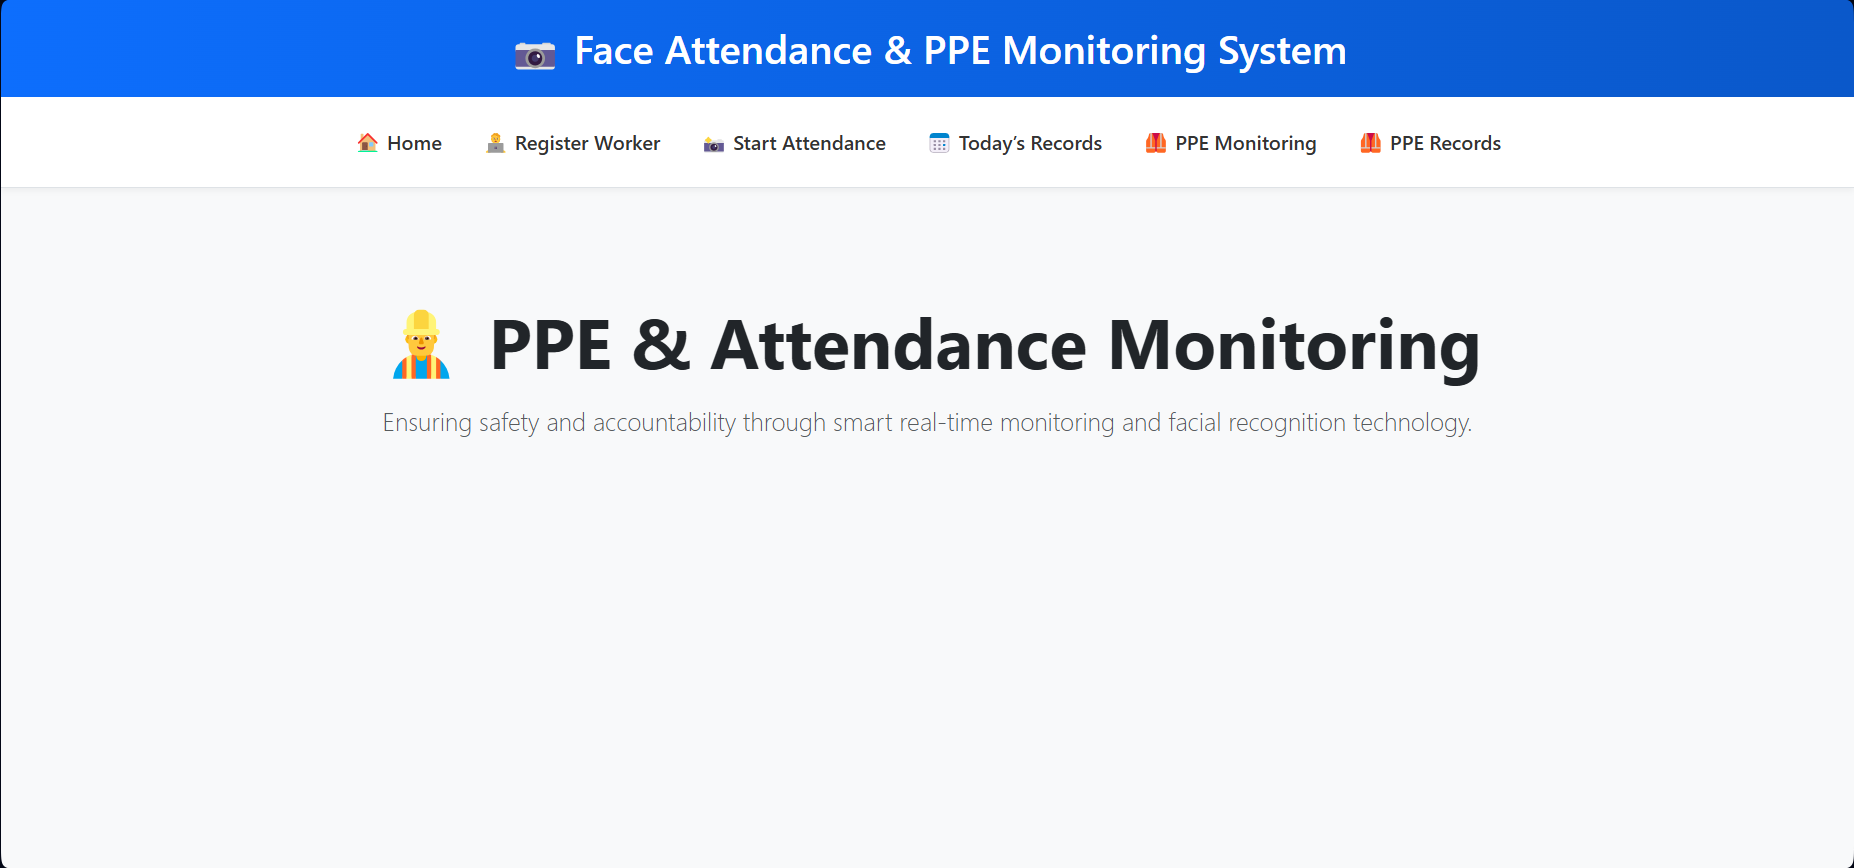 Face Attendance & PPE Monitoring System
Home Register Worker Start Attendance Today’s Records PPE Monitoring PPE Records
PPE & Attendance Monitoring
Ensuring safety and accountability through smart real-time monitoring and facial recognition technology.